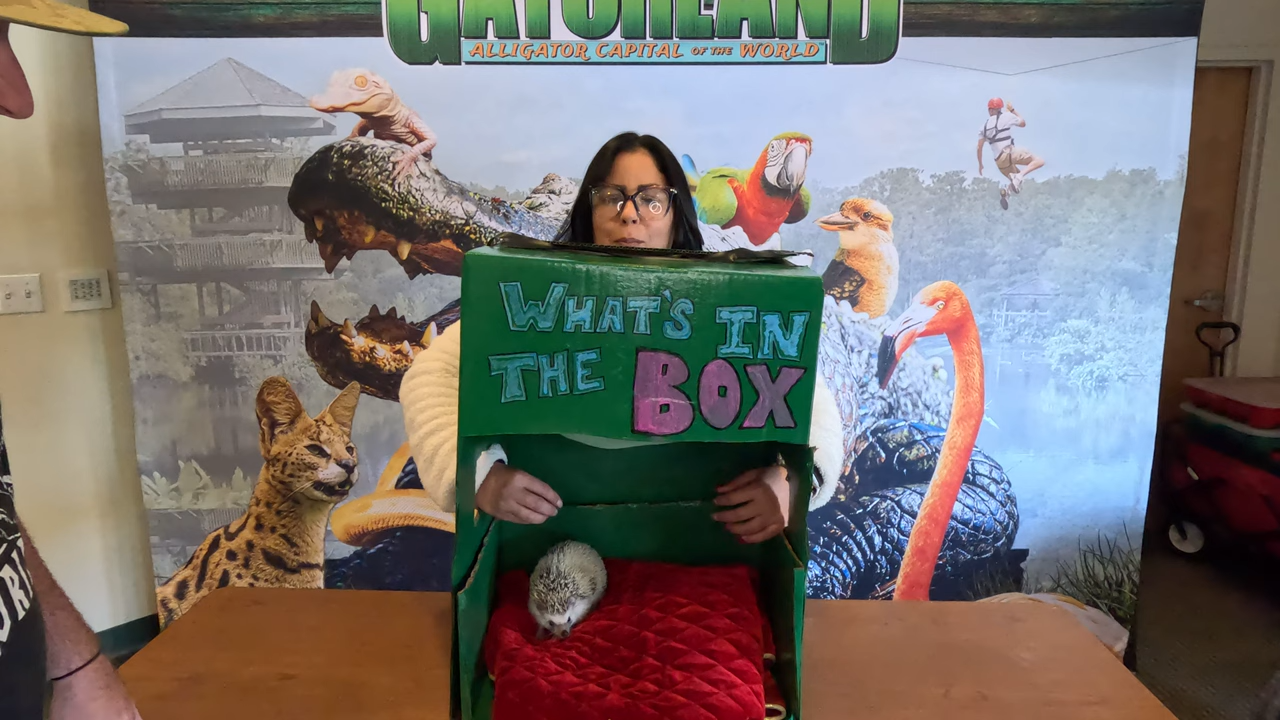 GATORLAND
ALLIGATOR CAPITAL OF THE WORLD
WHAT'S IN
THE BOX